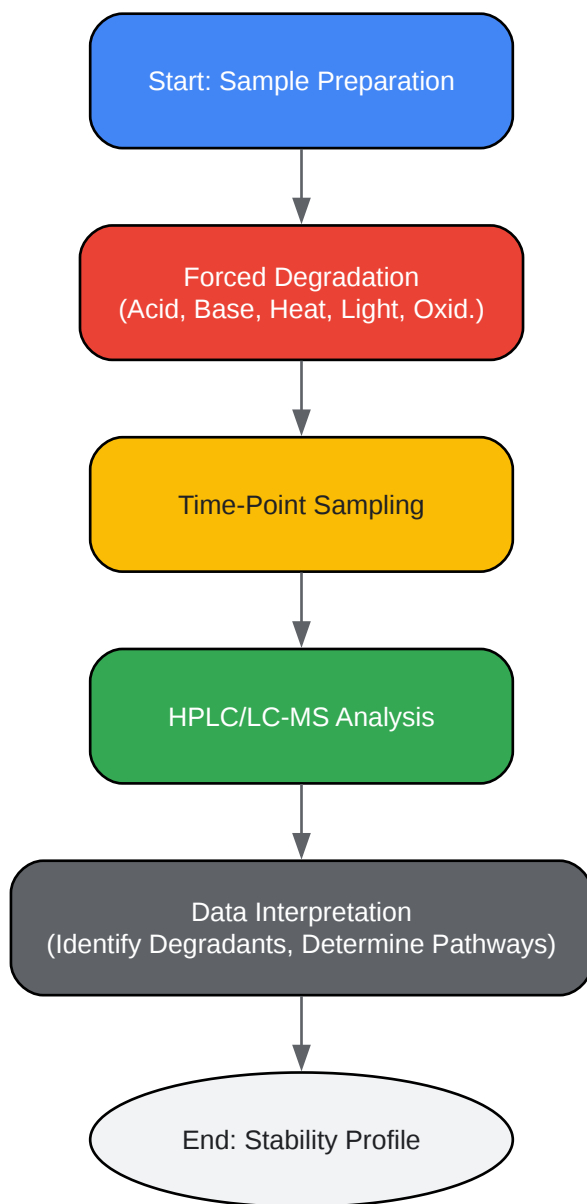 Start: Sample Preparation
Forced Degradation
(Acid, Base, Heat, Light, Oxid.)
Time-Point Sampling
HPLC/LC-MS Analysis
Data Interpretation
(Identify Degradants, Determine Pathways)
End: Stability Profile